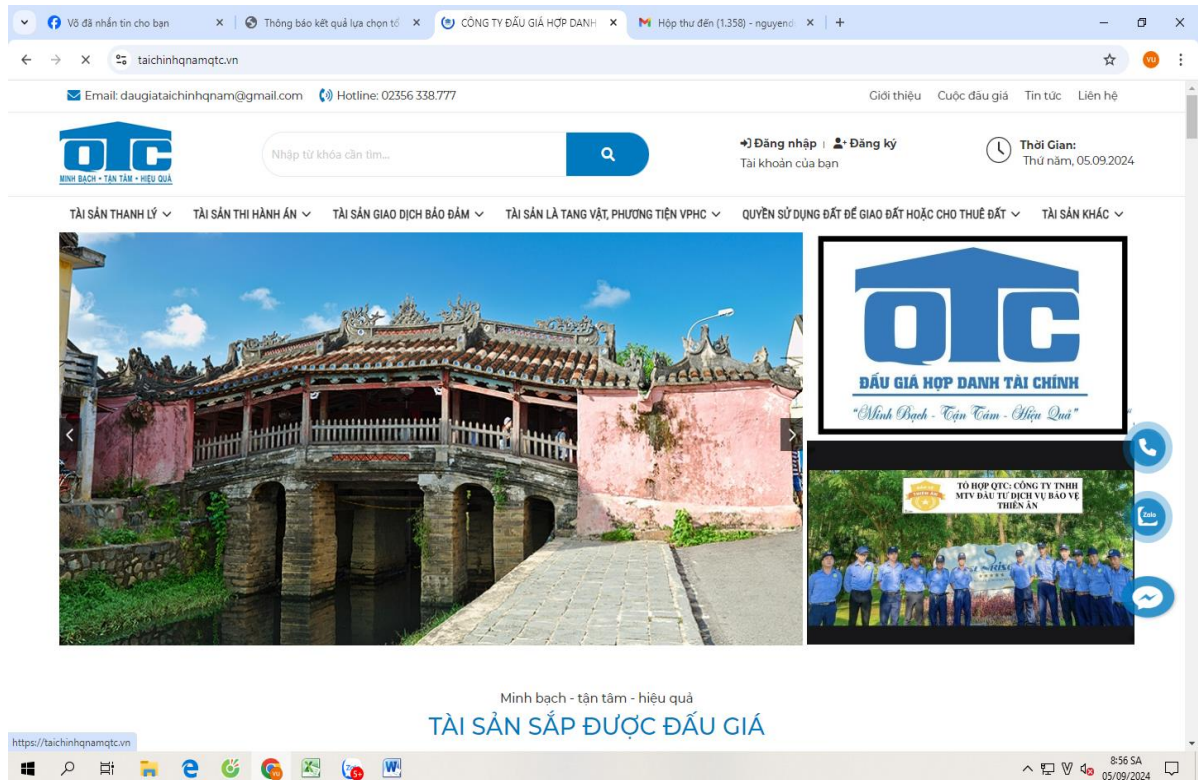 Võ đã nhắn tin cho bạn
Thông báo kết quả lựa chọn tổ
CÔNG TY ĐẤU GIÁ HỢP DANH
Hộp thư đến (1.358) - nguyend
taichinhqnamqtc.vn
VU
Email: daugiataichinhqnam@gmail.com
Hotline: 02356 338.777
Giới thiệu
Cuộc đấu giá
Tin tức
Liên hệ
QTC
MINH BẠCH - TẬN TÂM - HIỆU QUẢ
Nhập từ khóa cần tìm...
Đăng nhập | Đăng ký
Tài khoản của bạn
Thời Gian:
Thứ năm, 05.09.2024
TÀI SẢN THANH LÝ
TÀI SẢN THI HÀNH ÁN
TÀI SẢN GIAO DỊCH BẢO ĐẢM
TÀI SẢN LÀ TANG VẬT, PHƯƠNG TIỆN VPHC
QUYỀN SỬ DỤNG ĐẤT ĐỂ GIAO ĐẤT HOẶC CHO THUÊ ĐẤT
TÀI SẢN KHÁC
QTC
ĐẤU GIÁ HỢP DANH TÀI CHÍNH
"Minh Bạch - Tận Tâm - Hiệu Quả"
TỔ HỢP QTC: CÔNG TY TNHH
MTV ĐẦU TƯ DỊCH VỤ BẢO VỆ
THIÊN ÂN
Zalo
Minh bạch - tận tâm - hiệu quả
TÀI SẢN SẮP ĐƯỢC ĐẤU GIÁ
https://taichinhqnamqtc.vn
5+
8:56 SA
05/09/2024